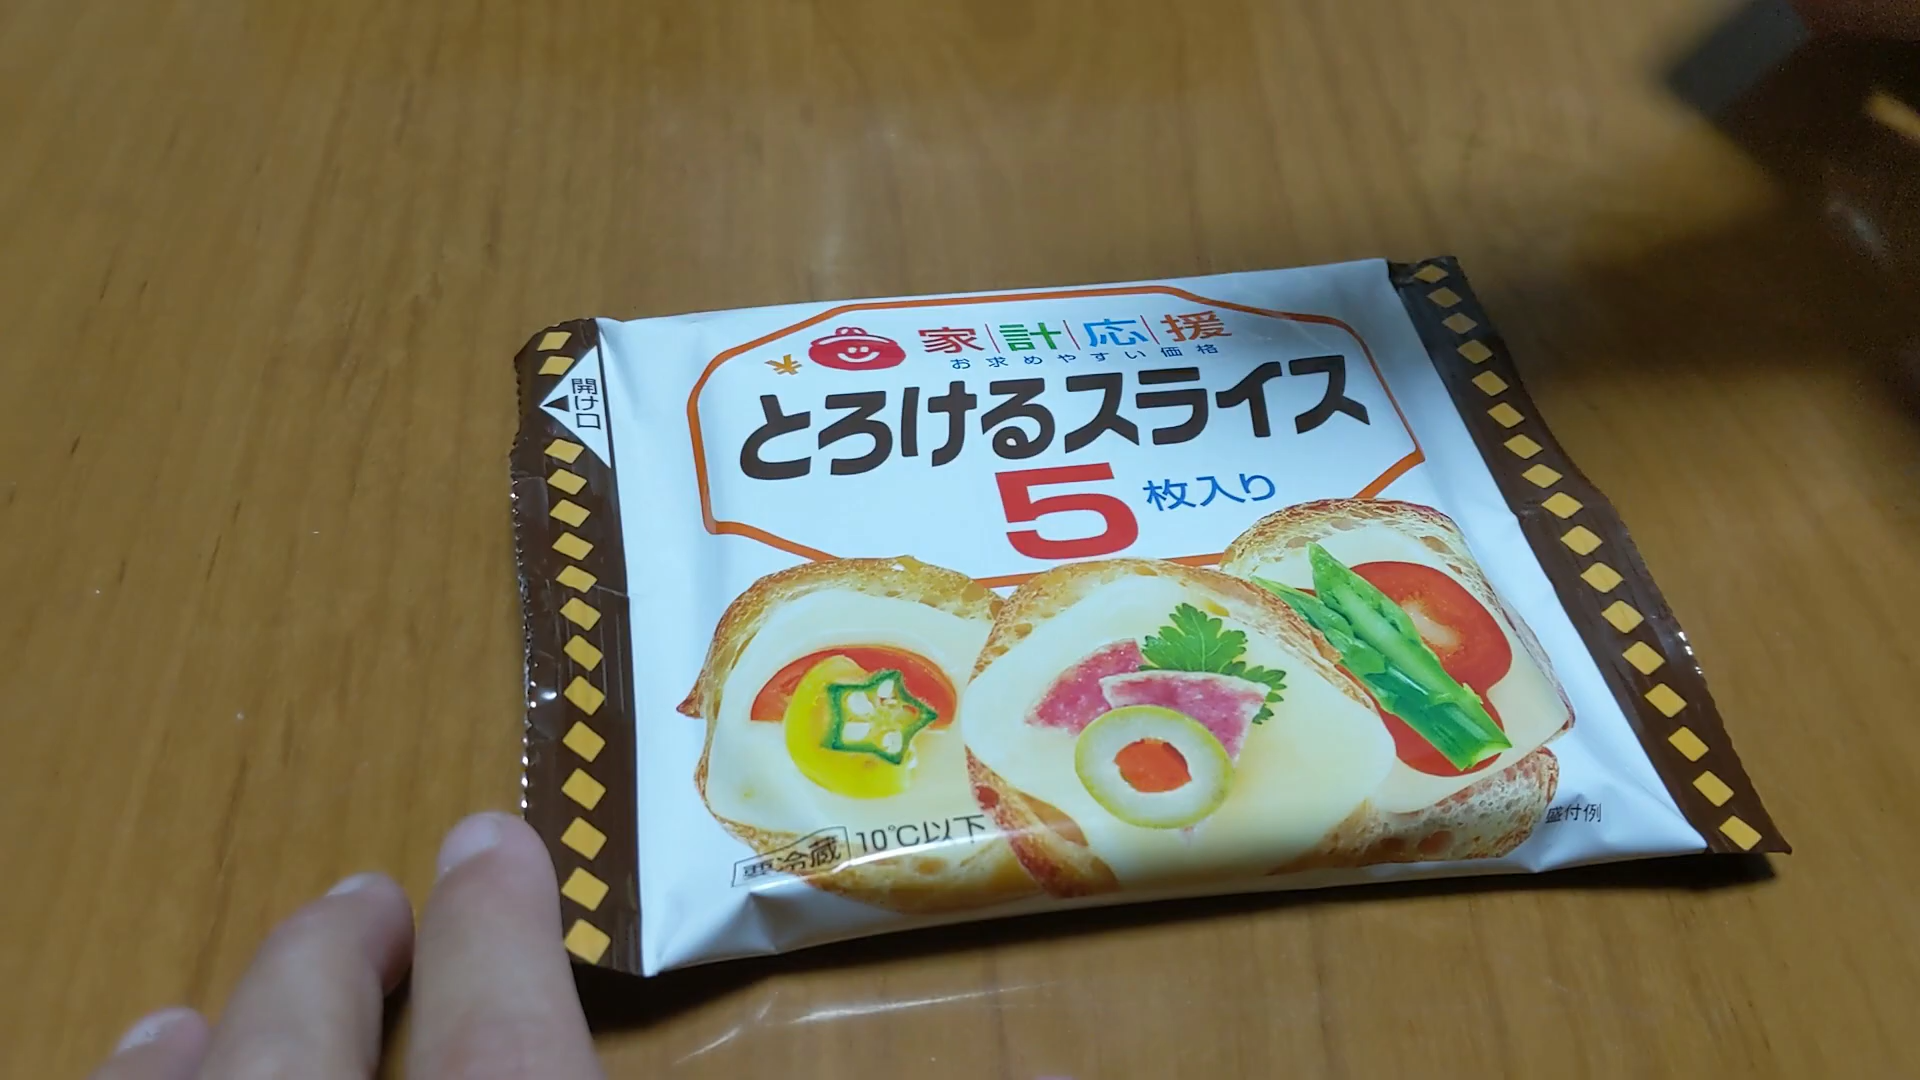 家計応援
お求めやすい価格
とろけるスライス
5枚入り
開け口
要冷蔵 10℃以下
盛付例